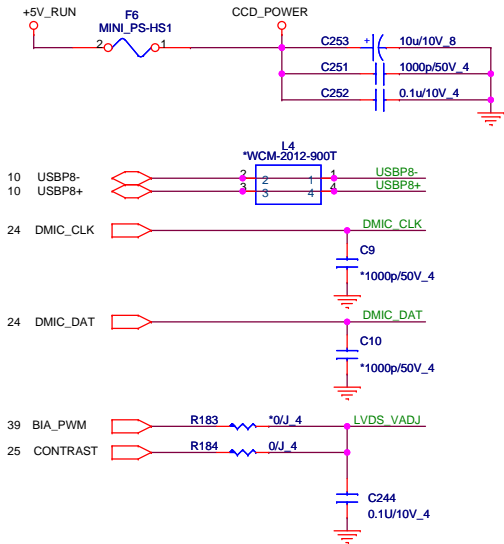 +5V_RUN
F6
MINI_PS-HS1
2 1
CCD_POWER
C253 + 10u/10V_8
C251 1000p/50V_4
C252 0.1u/10V_4
L4
*WCM-2012-900T
10 USBP8- 2 2 1 1 USBP8-
10 USBP8+ 3 3 4 4 USBP8+
24 DMIC_CLK DMIC_CLK
C9
*1000p/50V_4
24 DMIC_DAT DMIC_DAT
C10
*1000p/50V_4
39 BIA_PWM R183 *0/J_4 LVDS_VADJ
25 CONTRAST R184 0/J_4
C244
0.1U/10V_4